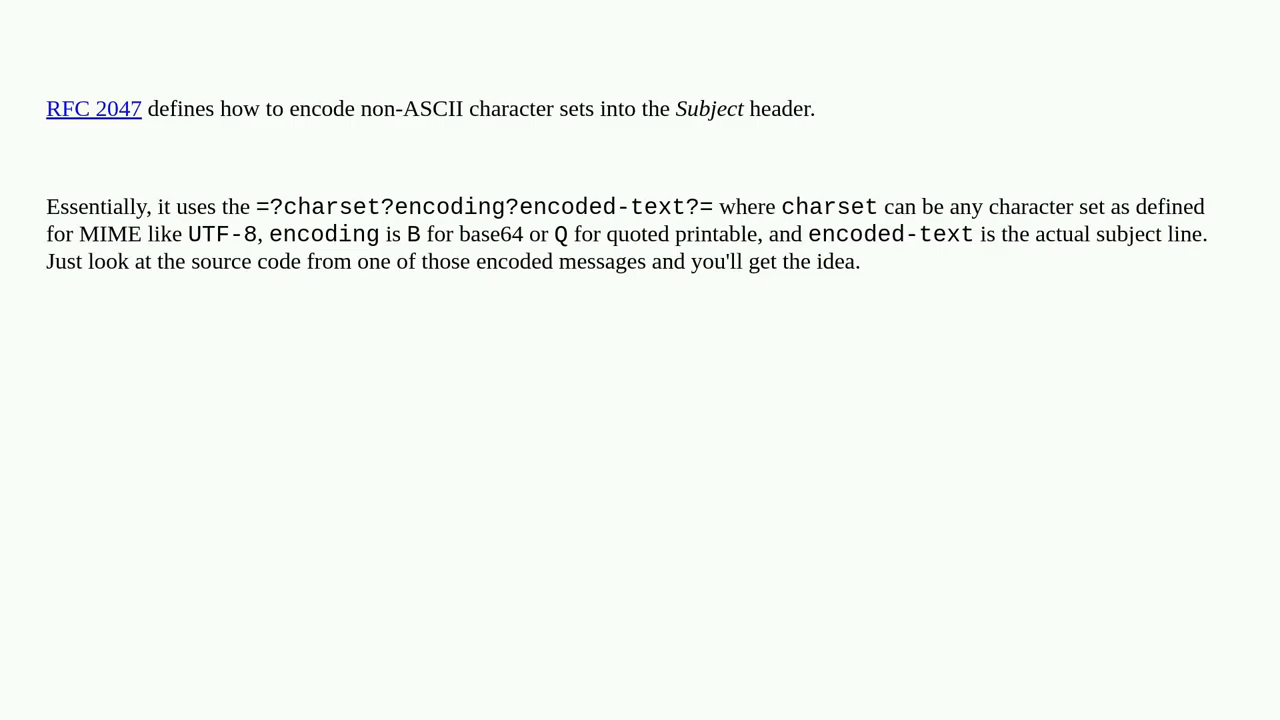 RFC 2047 defines how to encode non-ASCII character sets into the Subject header.
Essentially, it uses the =?charset?encoding?encoded-text?= where charset can be any character set as defined
for MIME like UTF-8, encoding is B for base64 or Q for quoted printable, and encoded-text is the actual subject line.
Just look at the source code from one of those encoded messages and you'll get the idea.